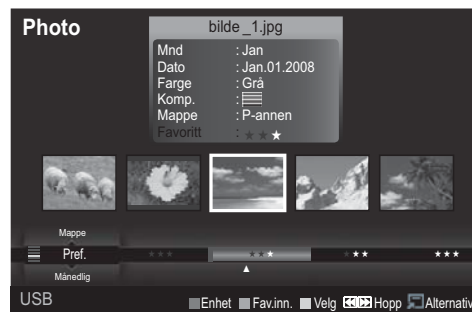 Photo
bilde _1.jpg
Mnd : Jan
Dato : Jan.01.2008
Farge : Grå
Komp. :
Mappe : P-annen
Favoritt : ★ ★ ★
Mappe
Pref. ★★★ ★★★ ★★ ★★★
Månedlig
USB Enhet Fav.inn. Velg Hopp Alternativ